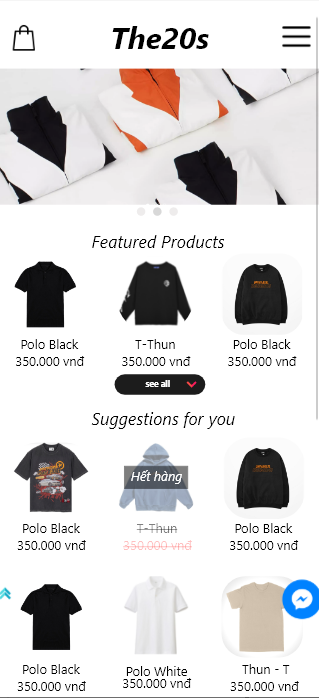 The20s
Featured Products
Polo Black T-Thun Polo Black
350.000 vnđ 350.000 vnđ 350.000 vnđ
see all
Suggestions for you
Hết hàng
Polo Black T-Thun Polo Black
350.000 vnđ 350.000 vnđ 350.000 vnđ
Polo Black Polo White Thun - T
350.000 vnđ 350.000 vnđ 350.000 vnđ